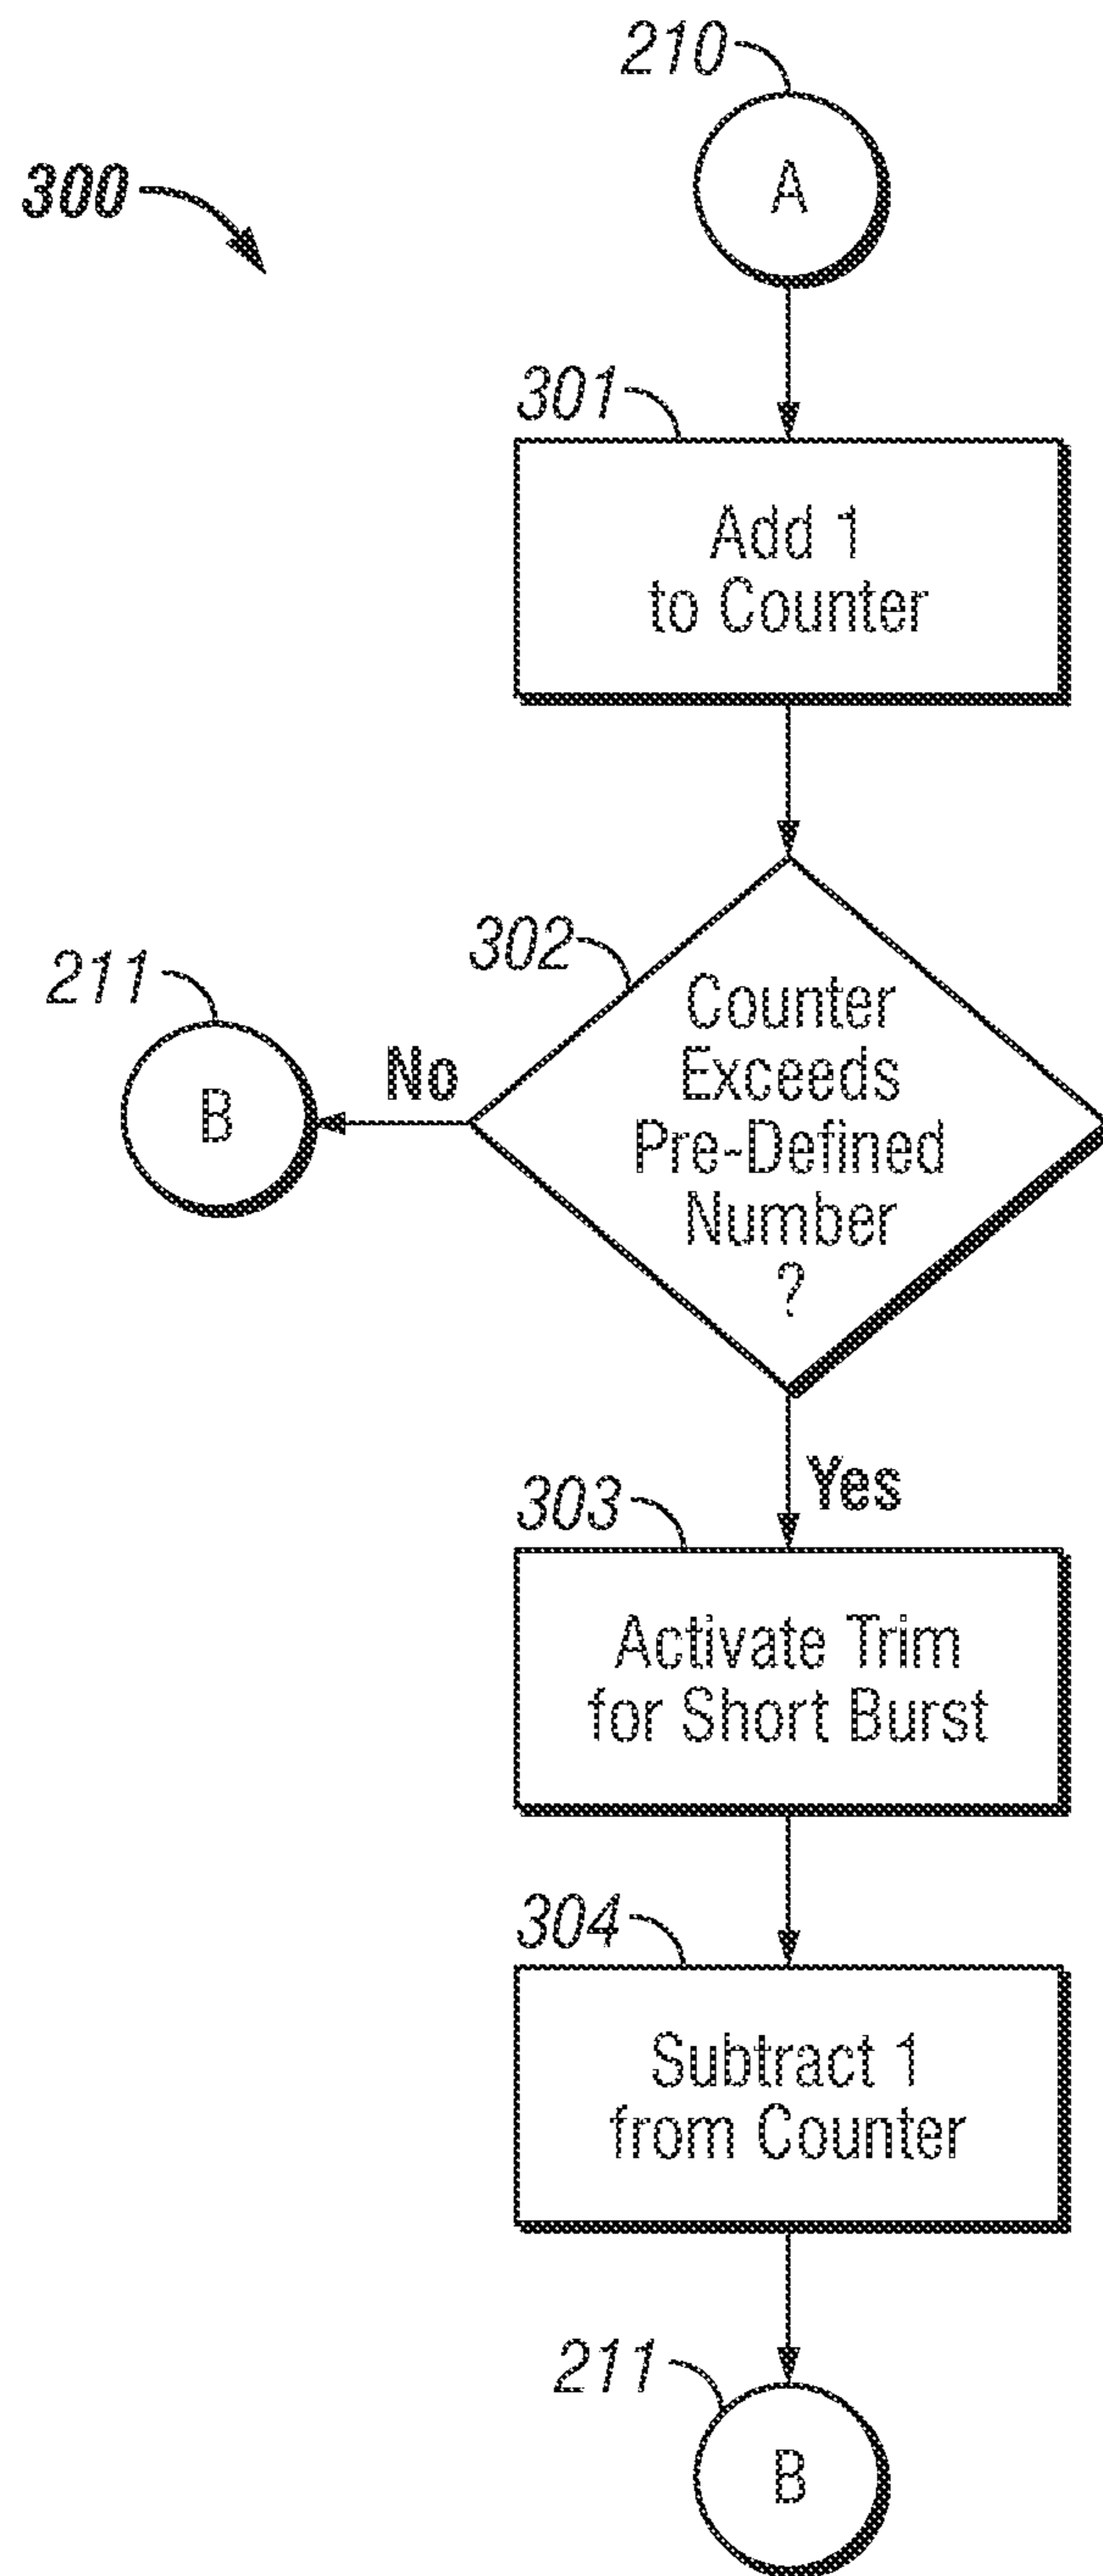 210
A
300
301
Add 1
to Counter
302
Counter
Exceeds
Pre-Defined
Number
?
211
B
No
Yes
303
Activate Trim
for Short Burst
304
Subtract 1
from Counter
211
B